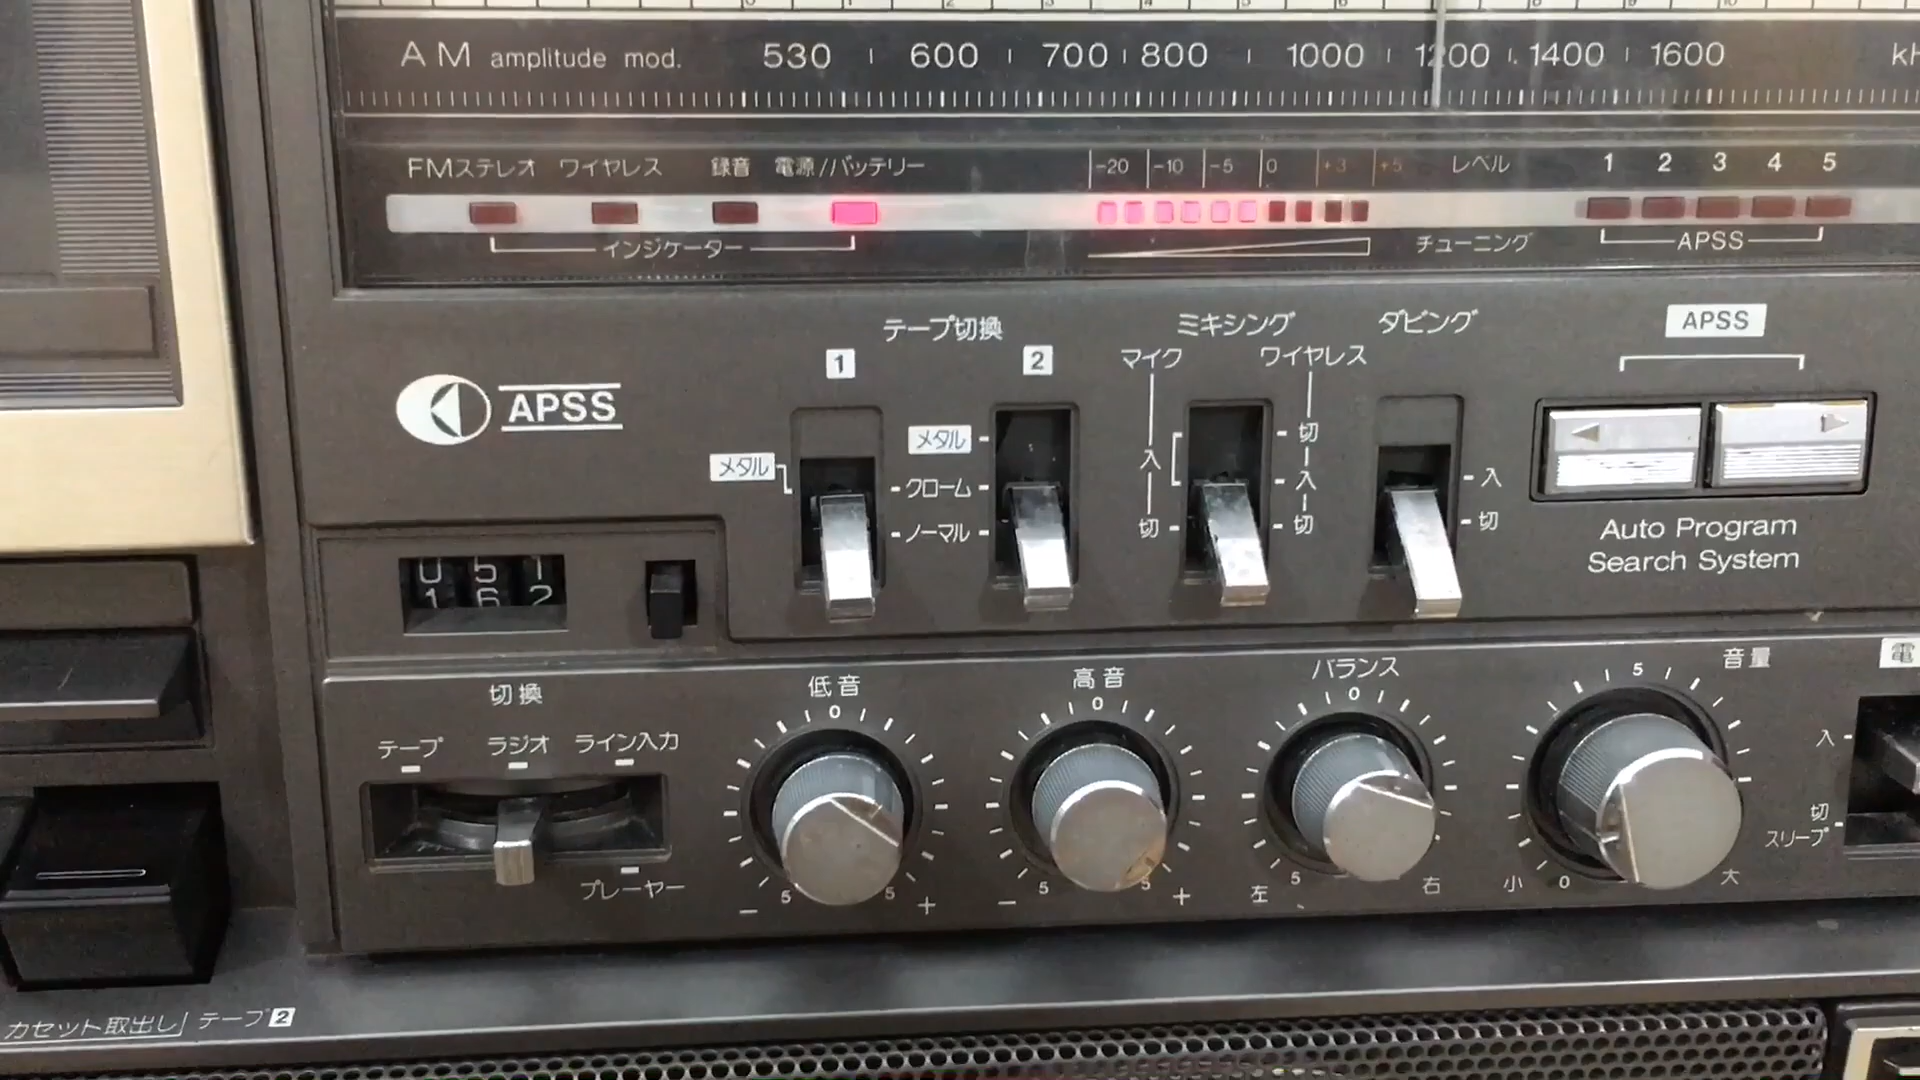 AM amplitude mod. 530 600 700 800 1000 1200 1400 1600 kH
FMステレオ ワイヤレス 録音 電源/バッテリー -20 -10 -5 0 +3 +5 レベル 1 2 3 4 5
インジケーター チューニング APSS
テープ切換 ミキシング ダビング APSS
1 2 マイク ワイヤレス
APSS
メタル 切
メタル クローム 入 入 入
ノーマル 切 切 切
Auto Program
Search System
0 5 1
1 6 2
切換 低音 高音 バランス 音量 電
0 0 0 5
テープ ラジオ ライン入力 入
切
スリープ
プレーヤー
- 5 5 + - 5 5 + 左 5 右 小 0 大
カセット取出し テープ2